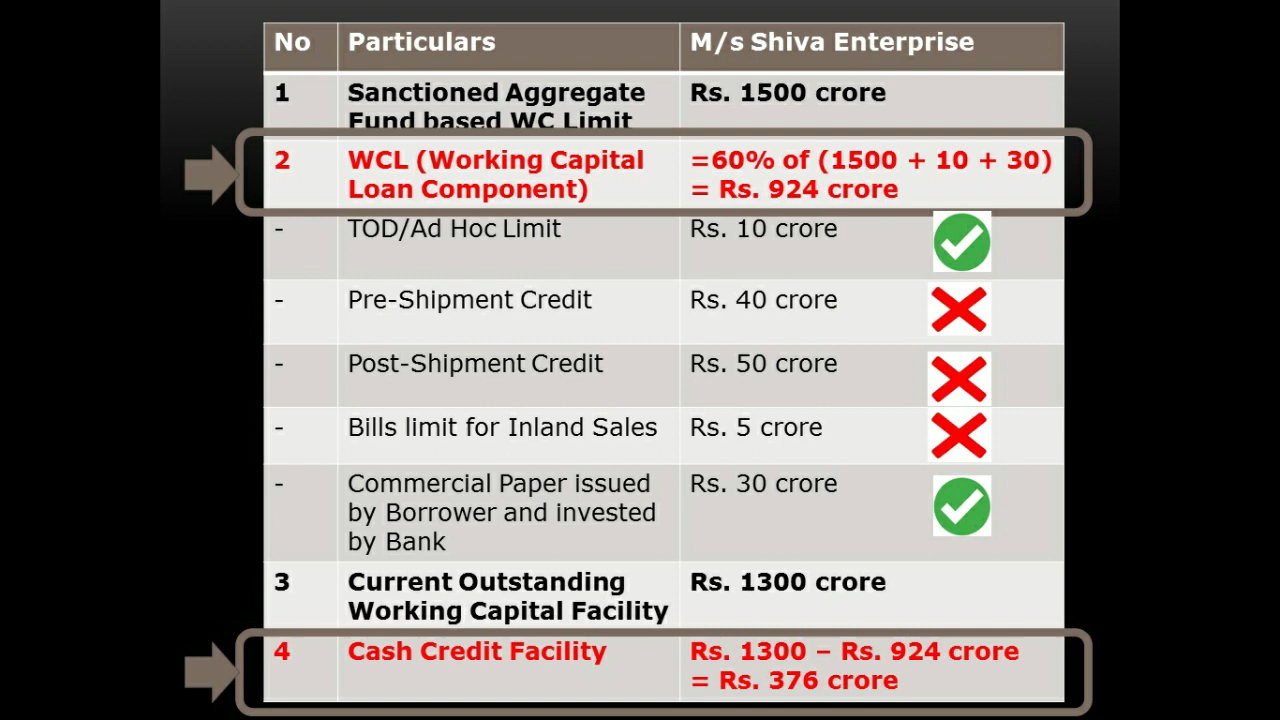 No Particulars M/s Shiva Enterprise
1 Sanctioned Aggregate Rs. 1500 crore
Fund based WC Limit
2 WCL (Working Capital =60% of (1500 + 10 + 30)
Loan Component) = Rs. 924 crore
- TOD/Ad Hoc Limit Rs. 10 crore
- Pre-Shipment Credit Rs. 40 crore
- Post-Shipment Credit Rs. 50 crore
- Bills limit for Inland Sales Rs. 5 crore
- Commercial Paper issued Rs. 30 crore
by Borrower and invested
by Bank
3 Current Outstanding Rs. 1300 crore
Working Capital Facility
4 Cash Credit Facility Rs. 1300 – Rs. 924 crore
= Rs. 376 crore